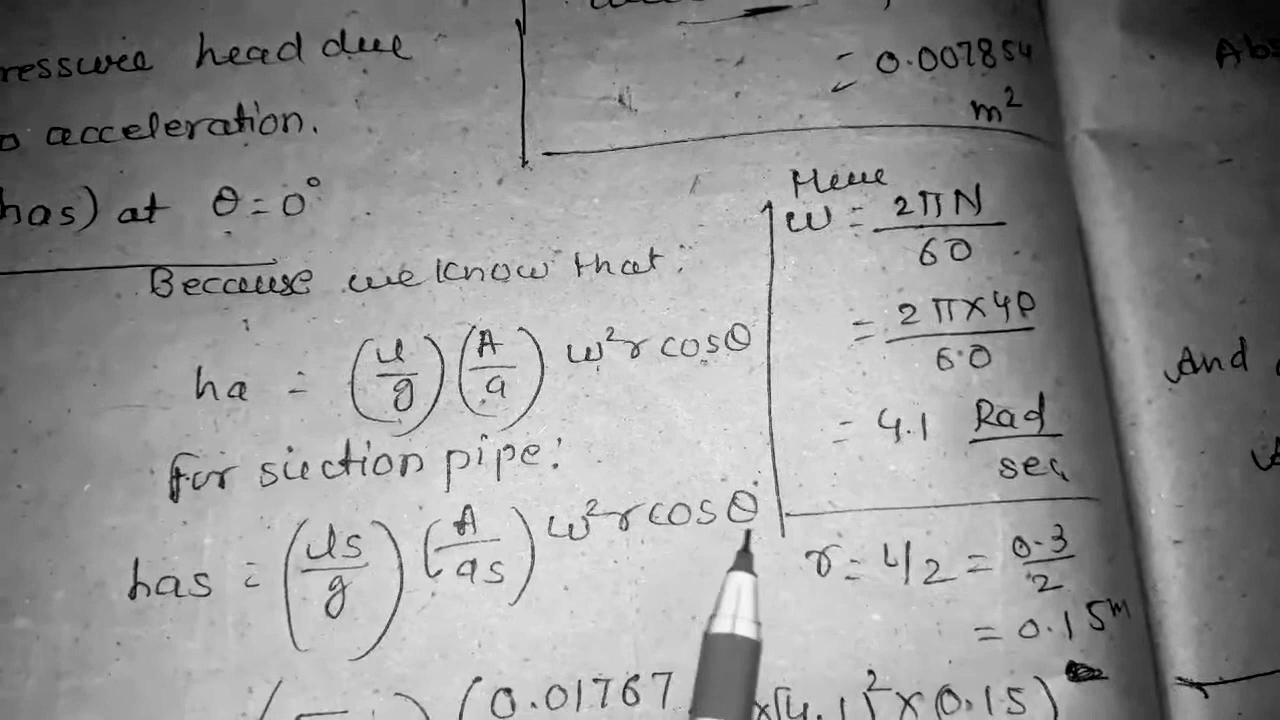 ressure head due
o acceleration.
has) at θ = 0°
Because we know that:
ha = (l/g) (A/a) ω²r cosθ
For suction pipe:
has = (ls/g) (A/as) ω²r cosθ
(0.01767
x(4.1)² × 0.15)
= 0.007854
m²
Here
ω = 2πN/60
= 2π×40/60
= 4.1 Rad/sec
r = L/2 = 0.3/2
= 0.15m
Abs
And